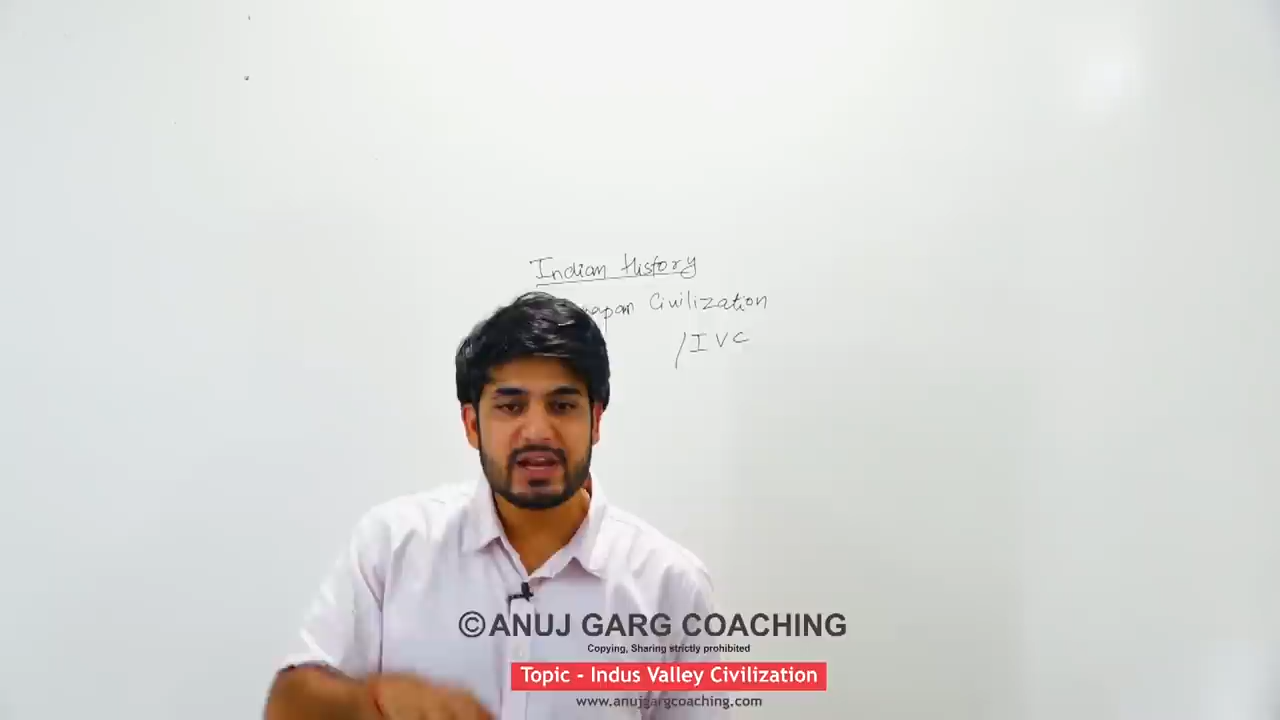 Indian History
Civilization
/IVC
©ANUJ GARG COACHING
Copying, Sharing strictly prohibited
Topic - Indus Valley Civilization
www.anujgargcoaching.com